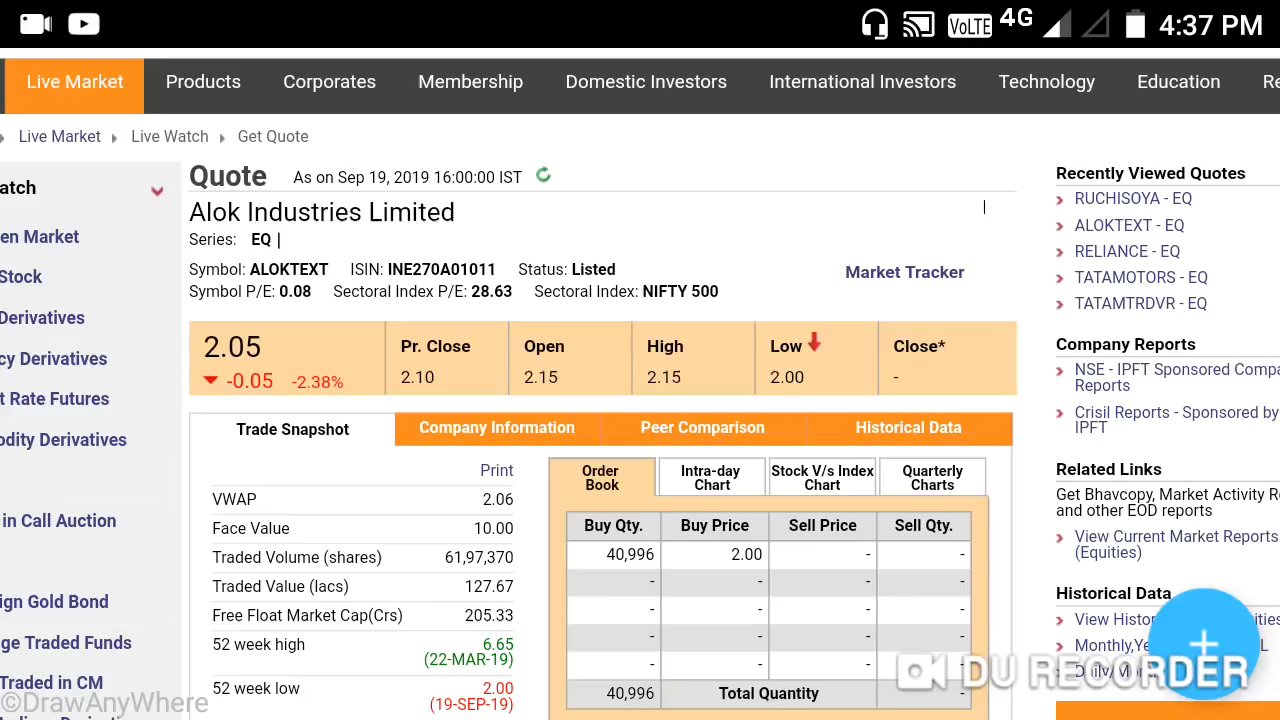 VoLTE 4G 4:37 PM
Live Market Products Corporates Membership Domestic Investors International Investors Technology Education Re
Live Market Live Watch Get Quote
atch
en Market
Stock
Derivatives
cy Derivatives
t Rate Futures
odity Derivatives
in Call Auction
ign Gold Bond
ge Traded Funds
Traded in CM
Quote As on Sep 19, 2019 16:00:00 IST
Alok Industries Limited
Series: EQ |
Symbol: ALOKTEXT ISIN: INE270A01011 Status: Listed
Symbol P/E: 0.08 Sectoral Index P/E: 28.63 Sectoral Index: NIFTY 500
Market Tracker
2.05
-0.05 -2.38%
Pr. Close Open High Low Close*
2.10 2.15 2.15 2.00 -
Trade Snapshot Company Information Peer Comparison Historical Data
Print
VWAP 2.06
Face Value 10.00
Traded Volume (shares) 61,97,370
Traded Value (lacs) 127.67
Free Float Market Cap(Crs) 205.33
52 week high 6.65
(22-MAR-19)
52 week low 2.00
(19-SEP-19)
Order Book
Intra-day Chart
Stock V/s Index Chart
Quarterly Charts
Buy Qty. Buy Price Sell Price Sell Qty.
40,996 2.00 - -
- - - -
- - - -
- - - -
- - - -
40,996 Total Quantity -
Recently Viewed Quotes
RUCHISOYA - EQ
ALOKTEXT - EQ
RELIANCE - EQ
TATAMOTORS - EQ
TATAMTRDVR - EQ
Company Reports
NSE - IPFT Sponsored Compa
Reports
Crisil Reports - Sponsored by
IPFT
Related Links
Get Bhavcopy, Market Activity Re
and other EOD reports
View Current Market Reports
(Equities)
Historical Data
View Histor ities
Monthly,Ye L
Daily/Mon
DU RECORDER
©DrawAnyWhere